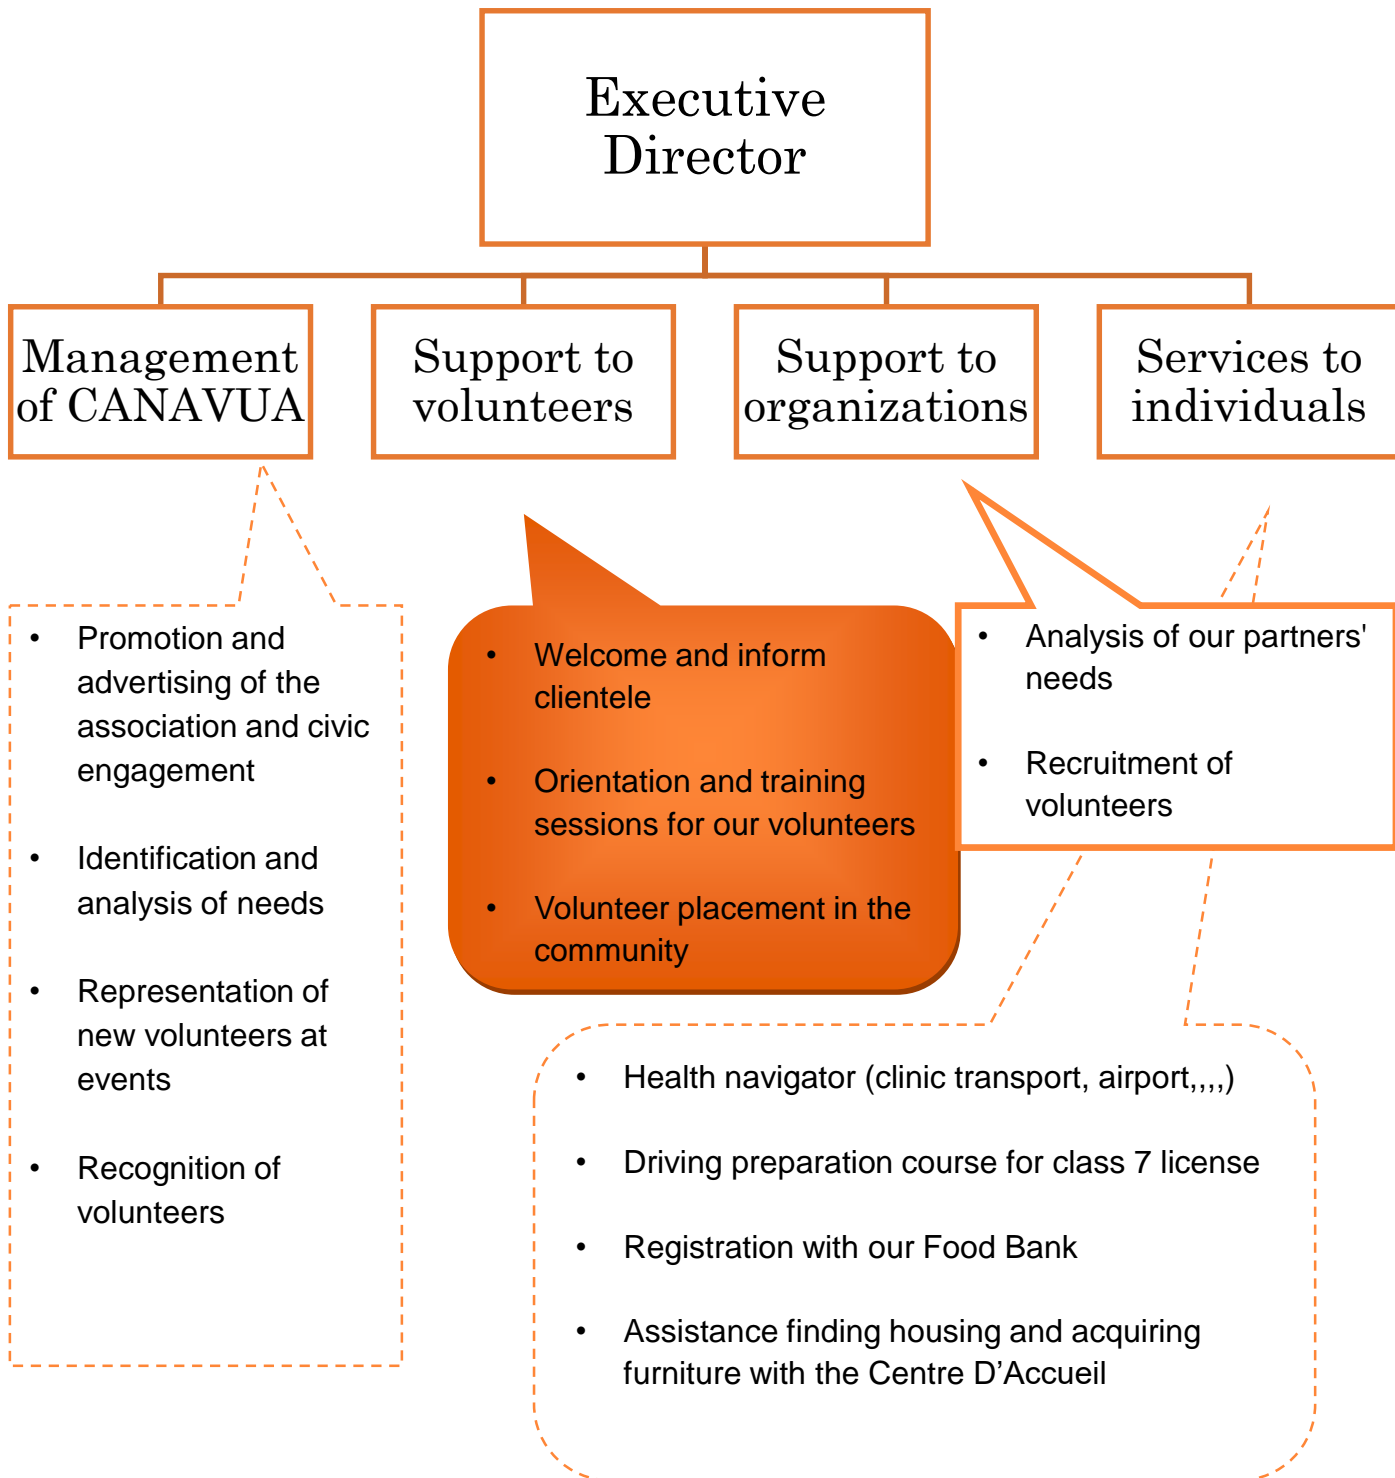 Executive
Director
Management
of CANAVUA
Support to
volunteers
Support to
organizations
Services to
individuals
• Promotion and
advertising of the
association and civic
engagement
• Identification and
analysis of needs
• Representation of
new volunteers at
events
• Recognition of
volunteers
• Welcome and inform
clientele
• Orientation and training
sessions for our volunteers
• Volunteer placement in the
community
• Analysis of our partners'
needs
• Recruitment of
volunteers
• Health navigator (clinic transport, airport,,,,)
• Driving preparation course for class 7 license
• Registration with our Food Bank
• Assistance finding housing and acquiring
furniture with the Centre D’Accueil